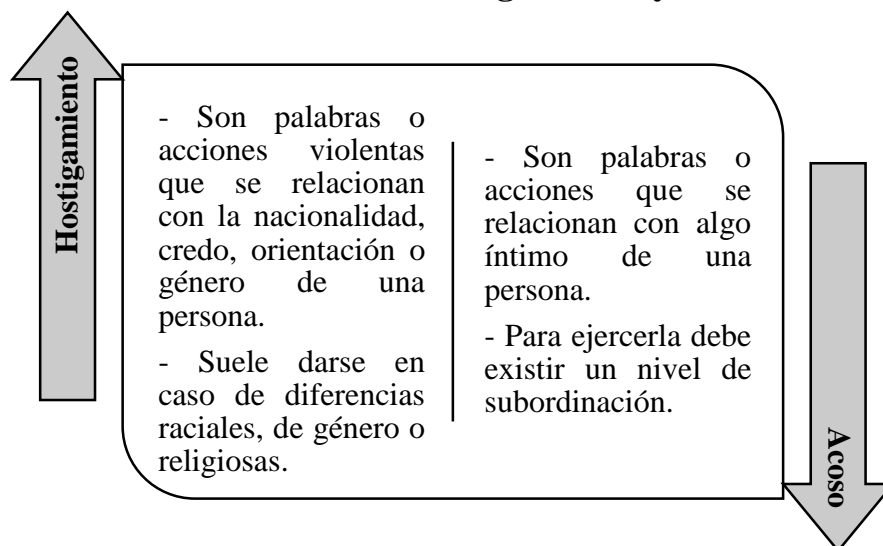 Hostigamiento
- Son palabras o
acciones violentas
que se relacionan
con la nacionalidad,
credo, orientación o
género de una
persona.
- Suele darse en
caso de diferencias
raciales, de género o
religiosas.
- Son palabras o
acciones que se
relacionan con algo
íntimo de una
persona.
- Para ejercerla debe
existir un nivel de
subordinación.
Acoso